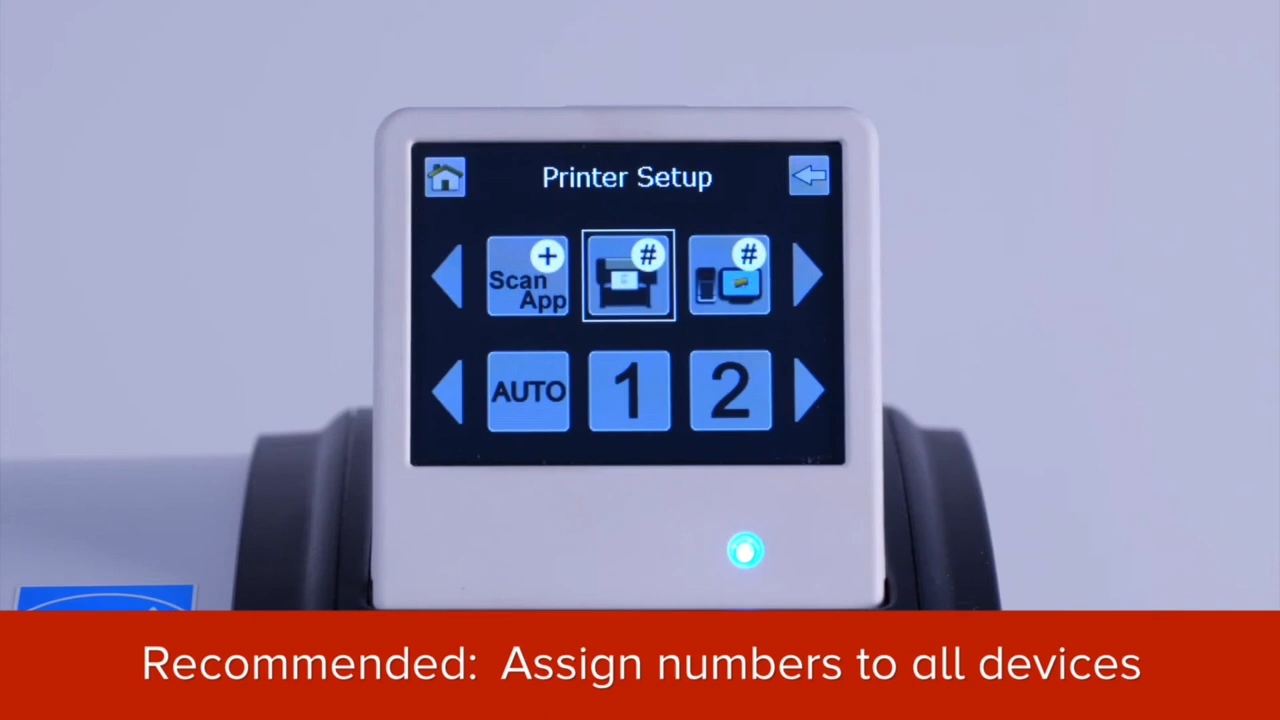 Printer Setup
+ # #
Scan
App
AUTO 1 2
Recommended: Assign numbers to all devices